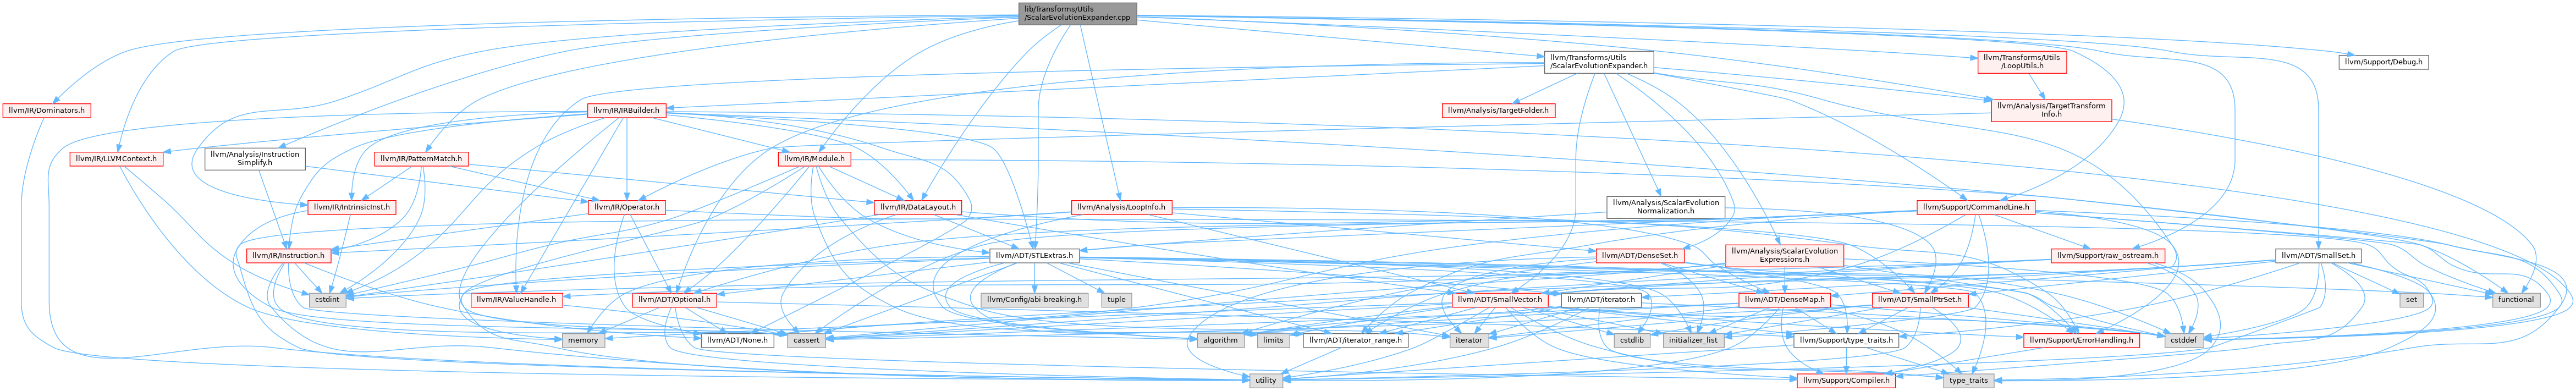 lib/Transforms/Utils
/ScalarEvolutionExpander.cpp
llvm/Transforms/Utils
/ScalarEvolutionExpander.h
llvm/Transforms/Utils
/LoopUtils.h
llvm/Support/Debug.h
llvm/IR/Dominators.h
llvm/IR/IRBuilder.h
llvm/Analysis/TargetFolder.h
llvm/Analysis/TargetTransform
Info.h
llvm/IR/LLVMContext.h
llvm/Analysis/Instruction
Simplify.h
llvm/IR/PatternMatch.h
llvm/IR/Module.h
llvm/IR/IntrinsicInst.h
llvm/IR/Operator.h
llvm/IR/DataLayout.h
llvm/Analysis/LoopInfo.h
llvm/Analysis/ScalarEvolution
Normalization.h
llvm/Support/CommandLine.h
llvm/IR/Instruction.h
llvm/ADT/STLExtras.h
llvm/ADT/DenseSet.h
llvm/Analysis/ScalarEvolution
Expressions.h
llvm/Support/raw_ostream.h
llvm/ADT/SmallSet.h
cstdint
llvm/IR/ValueHandle.h
llvm/ADT/Optional.h
llvm/Config/abi-breaking.h
tuple
llvm/ADT/SmallVector.h
llvm/ADT/iterator.h
llvm/ADT/DenseMap.h
llvm/ADT/SmallPtrSet.h
set
functional
memory
llvm/ADT/None.h
cassert
algorithm
limits
llvm/ADT/iterator_range.h
iterator
cstdlib
initializer_list
llvm/Support/type_traits.h
llvm/Support/ErrorHandling.h
cstddef
utility
llvm/Support/Compiler.h
type_traits